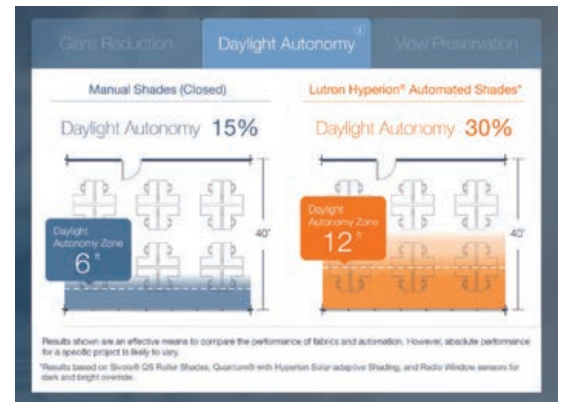 Glare Reduction
Daylight Autonomy
View Preservation
Manual Shades (Closed)
Daylight Autonomy 15%
40'
Daylight
Autonomy Zone
6 ft
Lutron Hyperion® Automated Shades*
Daylight Autonomy 30%
40'
Daylight
Autonomy Zone
12 ft
Results shown are an effective means to compare the performance of fabrics and automation. However, absolute performance
for a specific project is likely to vary.
*Results based on Sivoia® QS Roller Shades, Quantum® with Hyperion Solar-adaptive Shading, and Radio Window sensors for
dark and bright override.